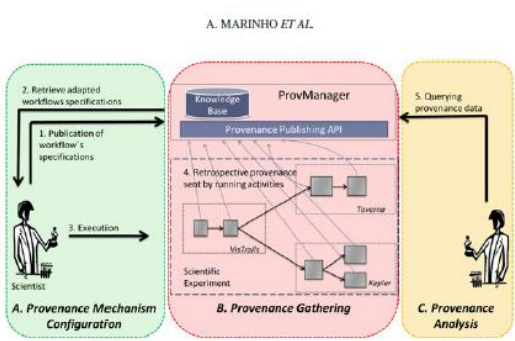 A. MARINHO ET AL.
2. Retrieve adapted
workflows specifications
1. Publication of
workflow´s
specifications
3. Execution
Scientist
A. Provenance Mechanism
Configuration
ProvManager
Knowledge
Base
Provenance Publishing API
4. Retrospective provenance
sent by running activities
Taverna
VisTrails
Scientific
Experiment
Kepler
B. Provenance Gathering
5. Querying
provenance data
C. Provenance
Analysis